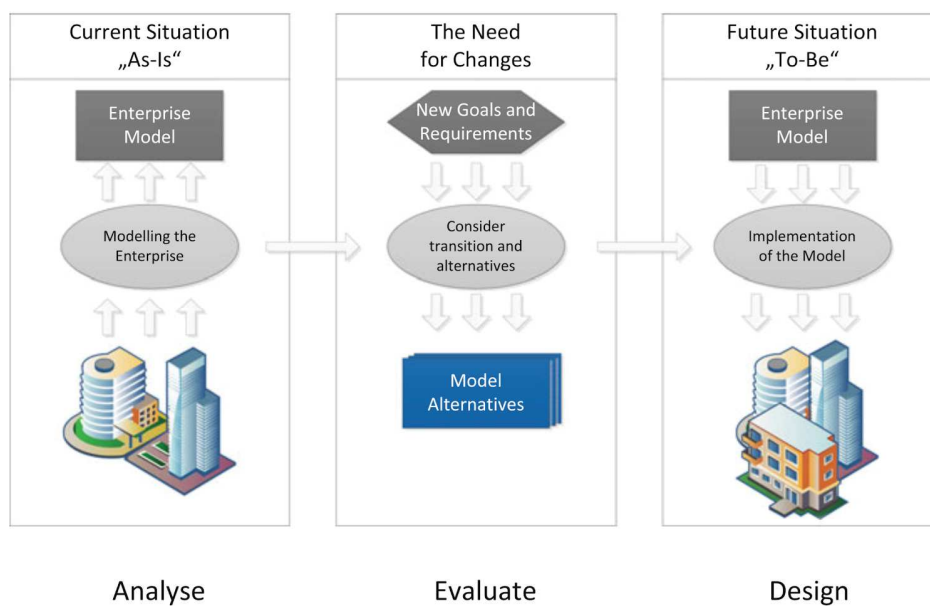 Current Situation
„As-Is“
Enterprise
Model
Modelling the
Enterprise
Analyse
The Need
for Changes
New Goals and
Requirements
Consider
transition and
alternatives
Model
Alternatives
Evaluate
Future Situation
„To-Be“
Enterprise
Model
Implementation
of the Model
Design